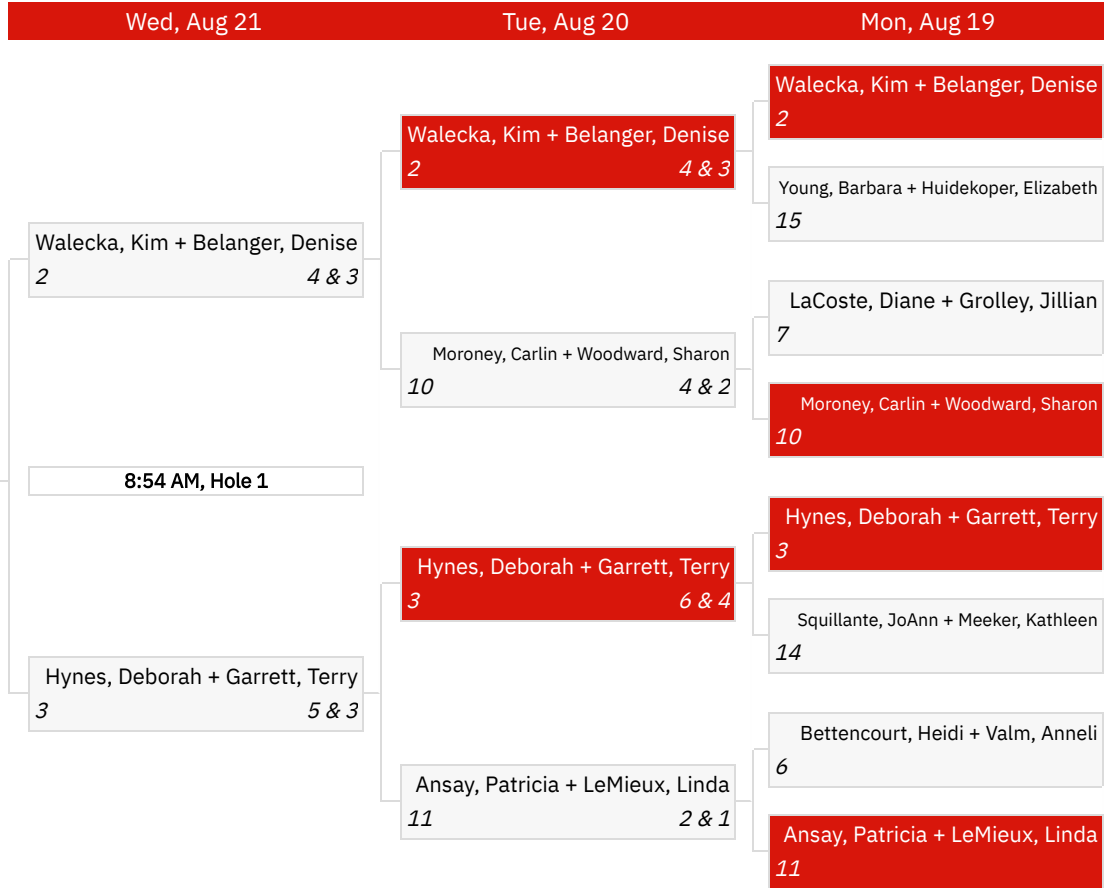 Wed, Aug 21
Tue, Aug 20
Mon, Aug 19
Walecka, Kim + Belanger, Denise
2 4 & 3
8:54 AM, Hole 1
Hynes, Deborah + Garrett, Terry
3 5 & 3
Walecka, Kim + Belanger, Denise
2 4 & 3
Moroney, Carlin + Woodward, Sharon
10 4 & 2
Hynes, Deborah + Garrett, Terry
3 6 & 4
Ansay, Patricia + LeMieux, Linda
11 2 & 1
Walecka, Kim + Belanger, Denise
2
Young, Barbara + Huidekoper, Elizabeth
15
LaCoste, Diane + Grolley, Jillian
7
Moroney, Carlin + Woodward, Sharon
10
Hynes, Deborah + Garrett, Terry
3
Squillante, JoAnn + Meeker, Kathleen
14
Bettencourt, Heidi + Valm, Anneli
6
Ansay, Patricia + LeMieux, Linda
11